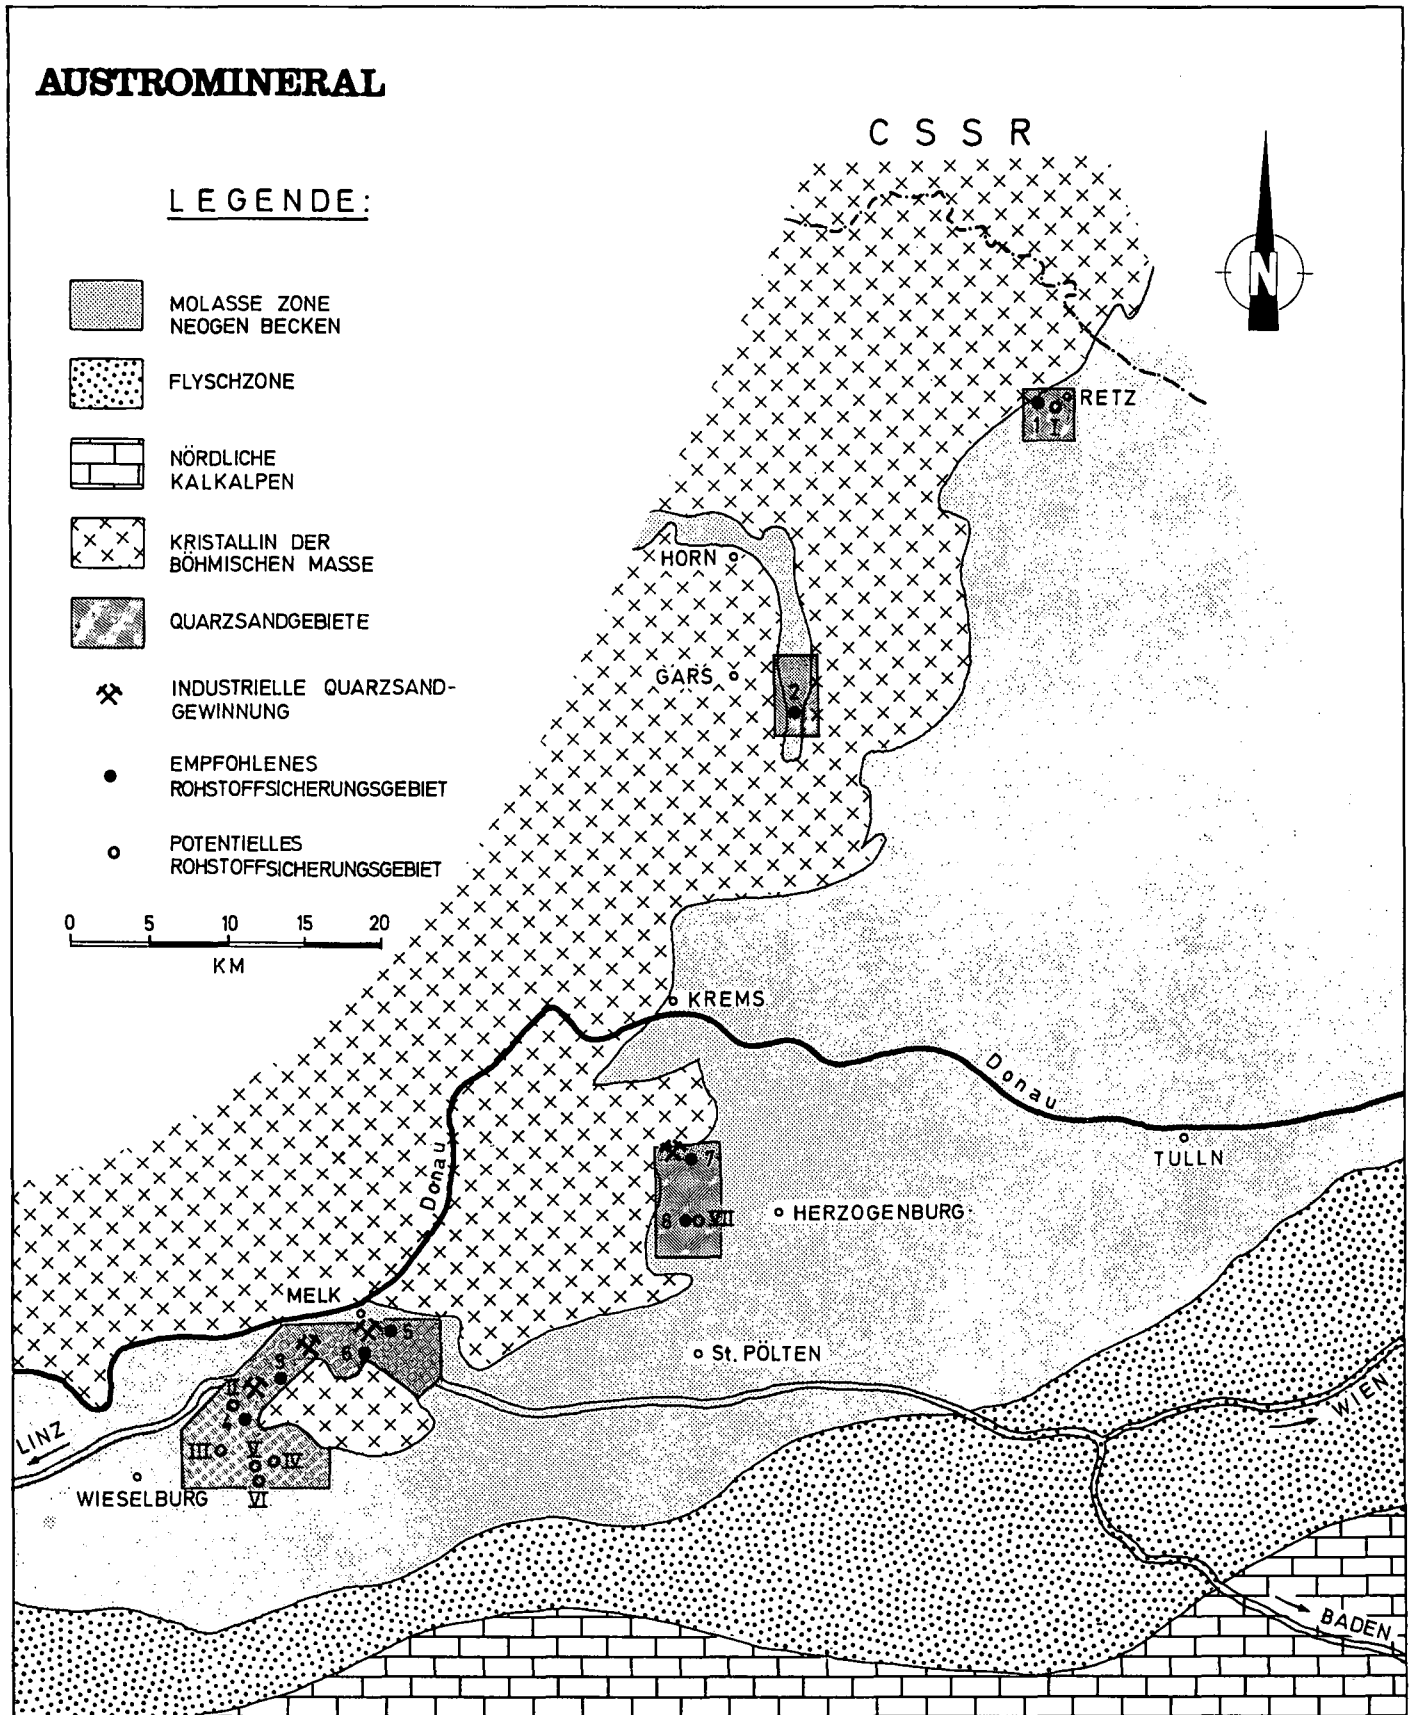 AUSTROMINERAL
C S S R
LEGENDE:
MOLASSE ZONE
NEOGEN BECKEN
FLYSCHZONE
NÖRDLICHE
KALKALPEN
KRISTALLIN DER
BÖHMISCHEN MASSE
QUARZSANDGEBIETE
INDUSTRIELLE QUARZSAND-
GEWINNUNG
EMPFOHLENES
ROHSTOFFSICHERUNGSGEBIET
POTENTIELLES
ROHSTOFFSICHERUNGSGEBIET
0 5 10 15 20
KM
N
RETZ
1 I
HORN
GARS
2
KREMS
Donau
TULLN
Donau
7
8 VII
HERZOGENBURG
MELK
5
6
3
St. PÖLTEN
II
4
III V IV
VI
LINZ
WIESELBURG
WIEN
BADEN